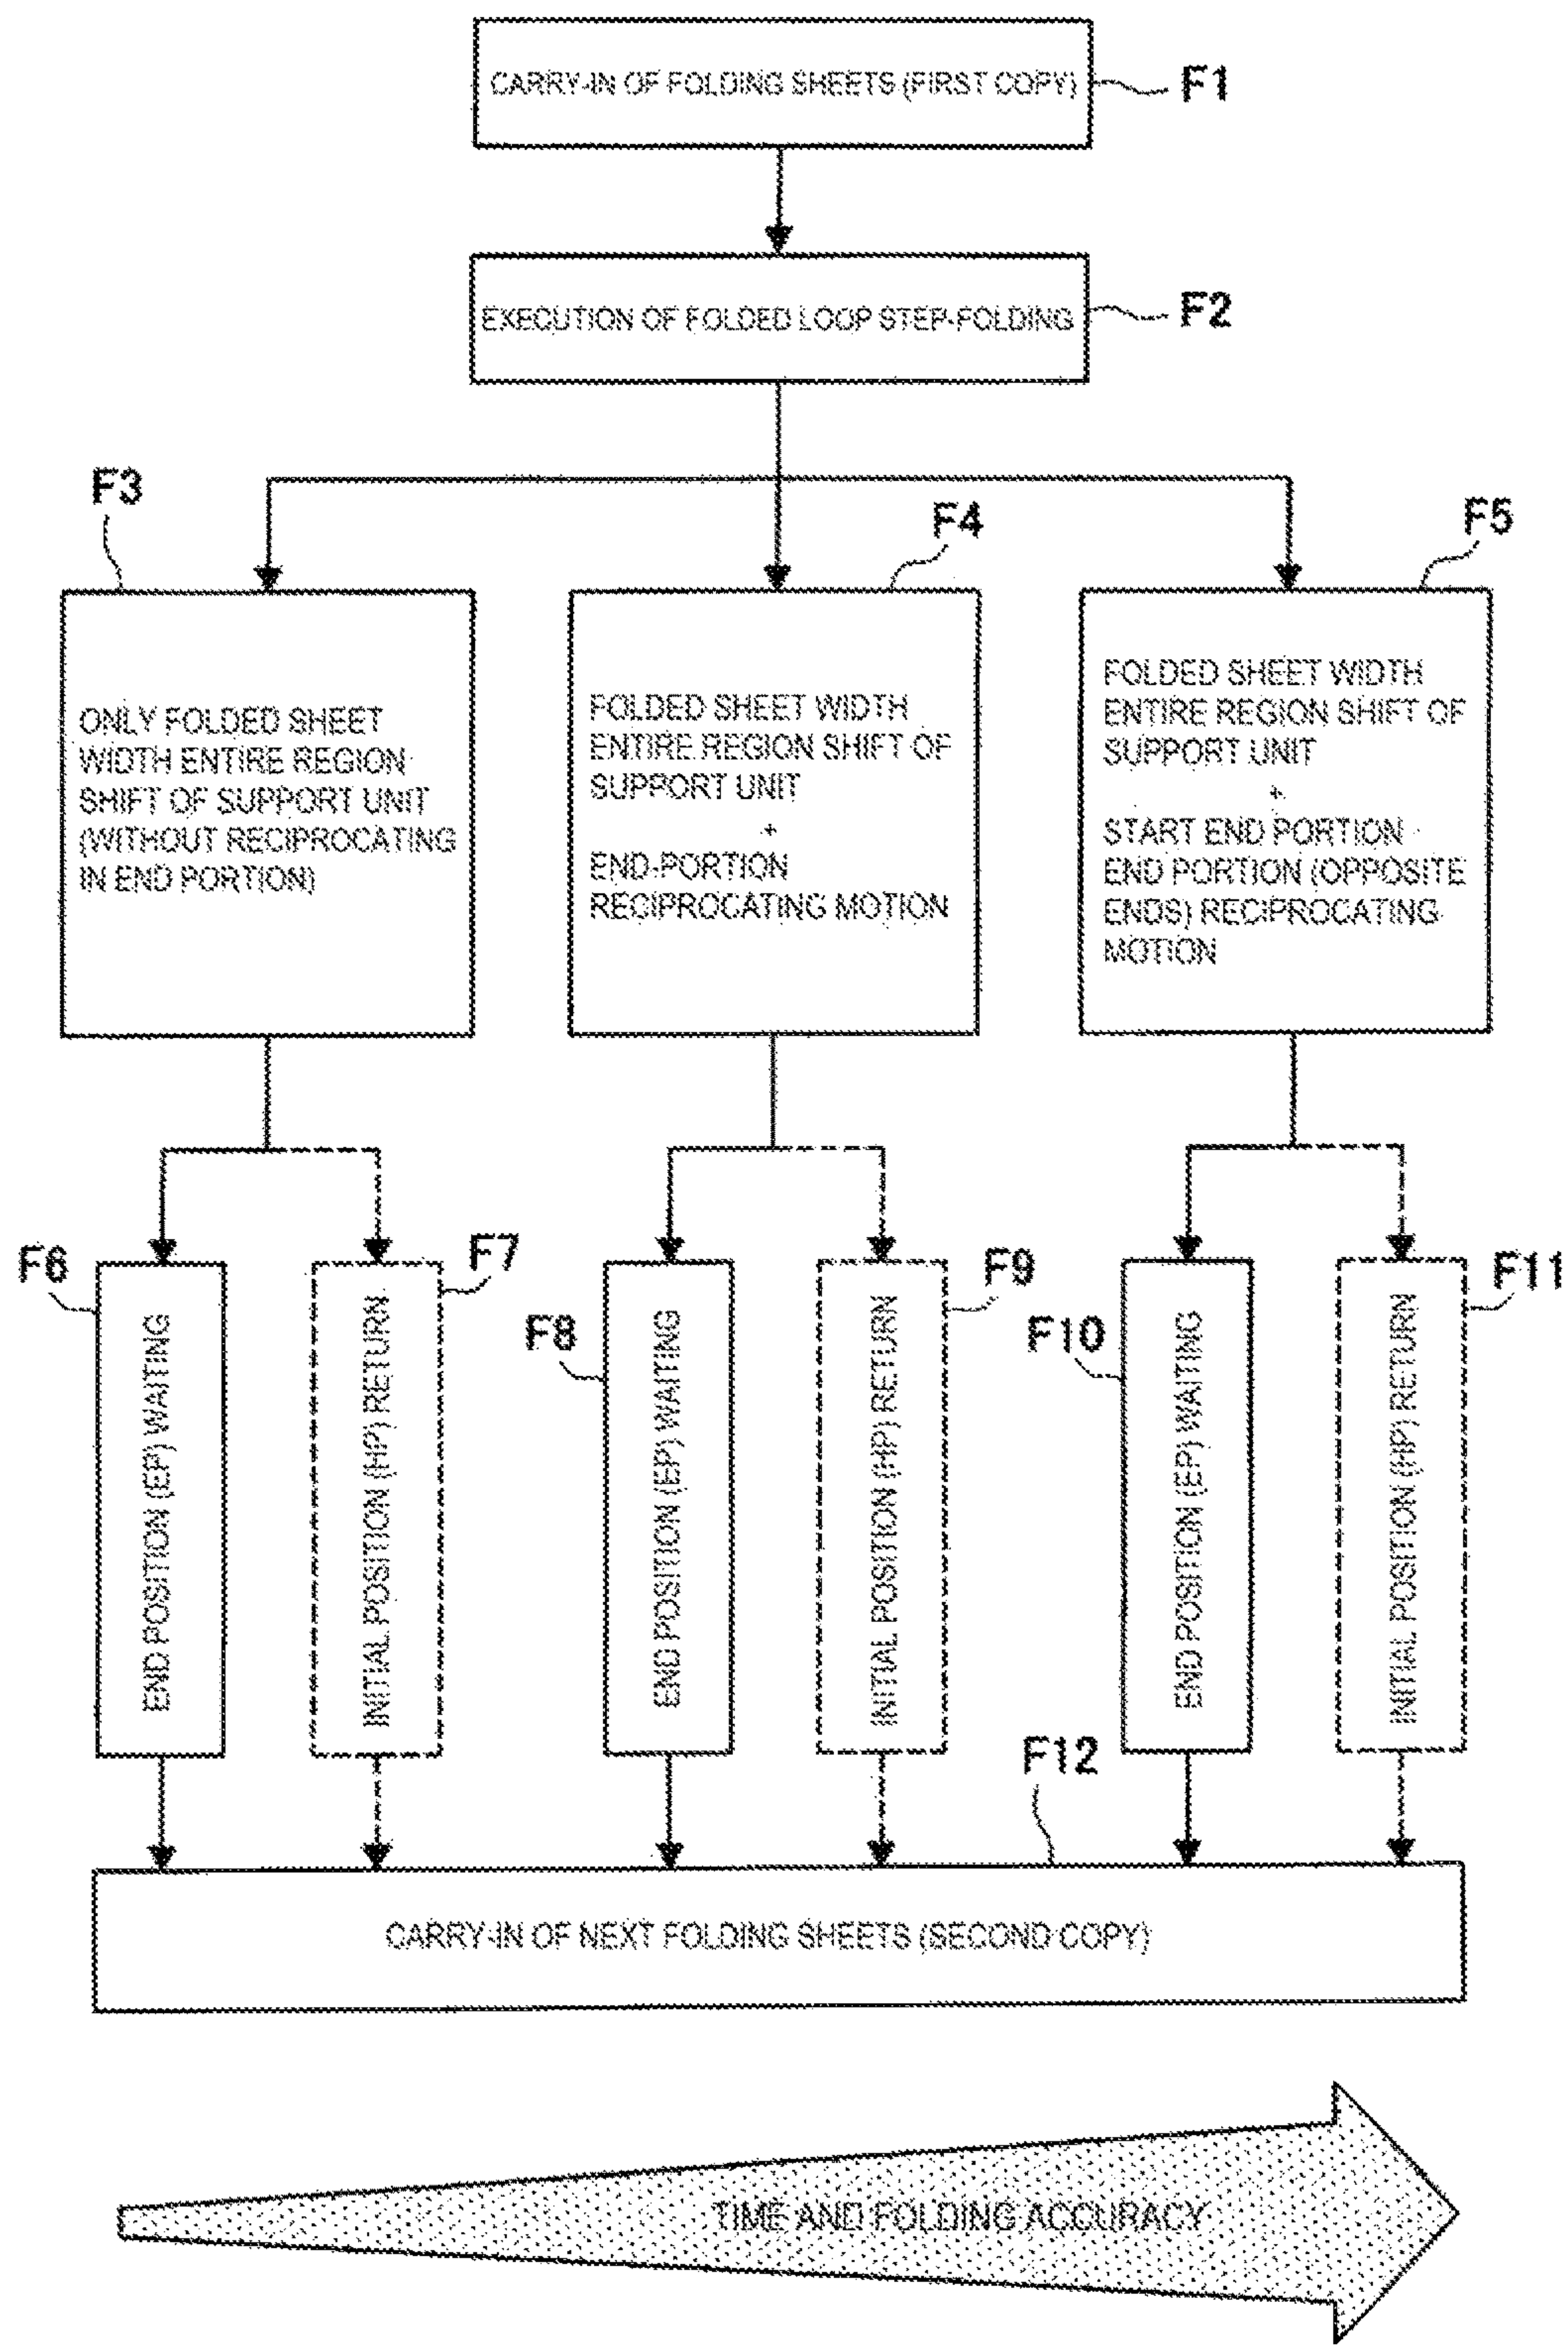 CARRY-IN OF FOLDING SHEETS (FIRST COPY)
F1
EXECUTION OF FOLDED LOOP STEP-FOLDING
F2
F3
F4
F5
ONLY FOLDED SHEET
WIDTH ENTIRE REGION
SHIFT OF SUPPORT UNIT
(WITHOUT RECIPROCATING
IN END PORTION)
FOLDED SHEET WIDTH
ENTIRE REGION SHIFT OF
SUPPORT UNIT
+
END-PORTION
RECIPROCATING MOTION
FOLDED SHEET WIDTH
ENTIRE REGION SHIFT OF
SUPPORT UNIT
+
START END PORTION
END PORTION (OPPOSITE
ENDS) RECIPROCATING
MOTION
F6
END POSITION (EP) WAITING
F7
INITIAL POSITION (HP) RETURN
F8
END POSITION (EP) WAITING
F9
INITIAL POSITION (HP) RETURN
F10
END POSITION (EP) WAITING
F11
INITIAL POSITION (HP) RETURN
F12
CARRY-IN OF NEXT FOLDING SHEETS (SECOND COPY)
TIME AND FOLDING ACCURACY